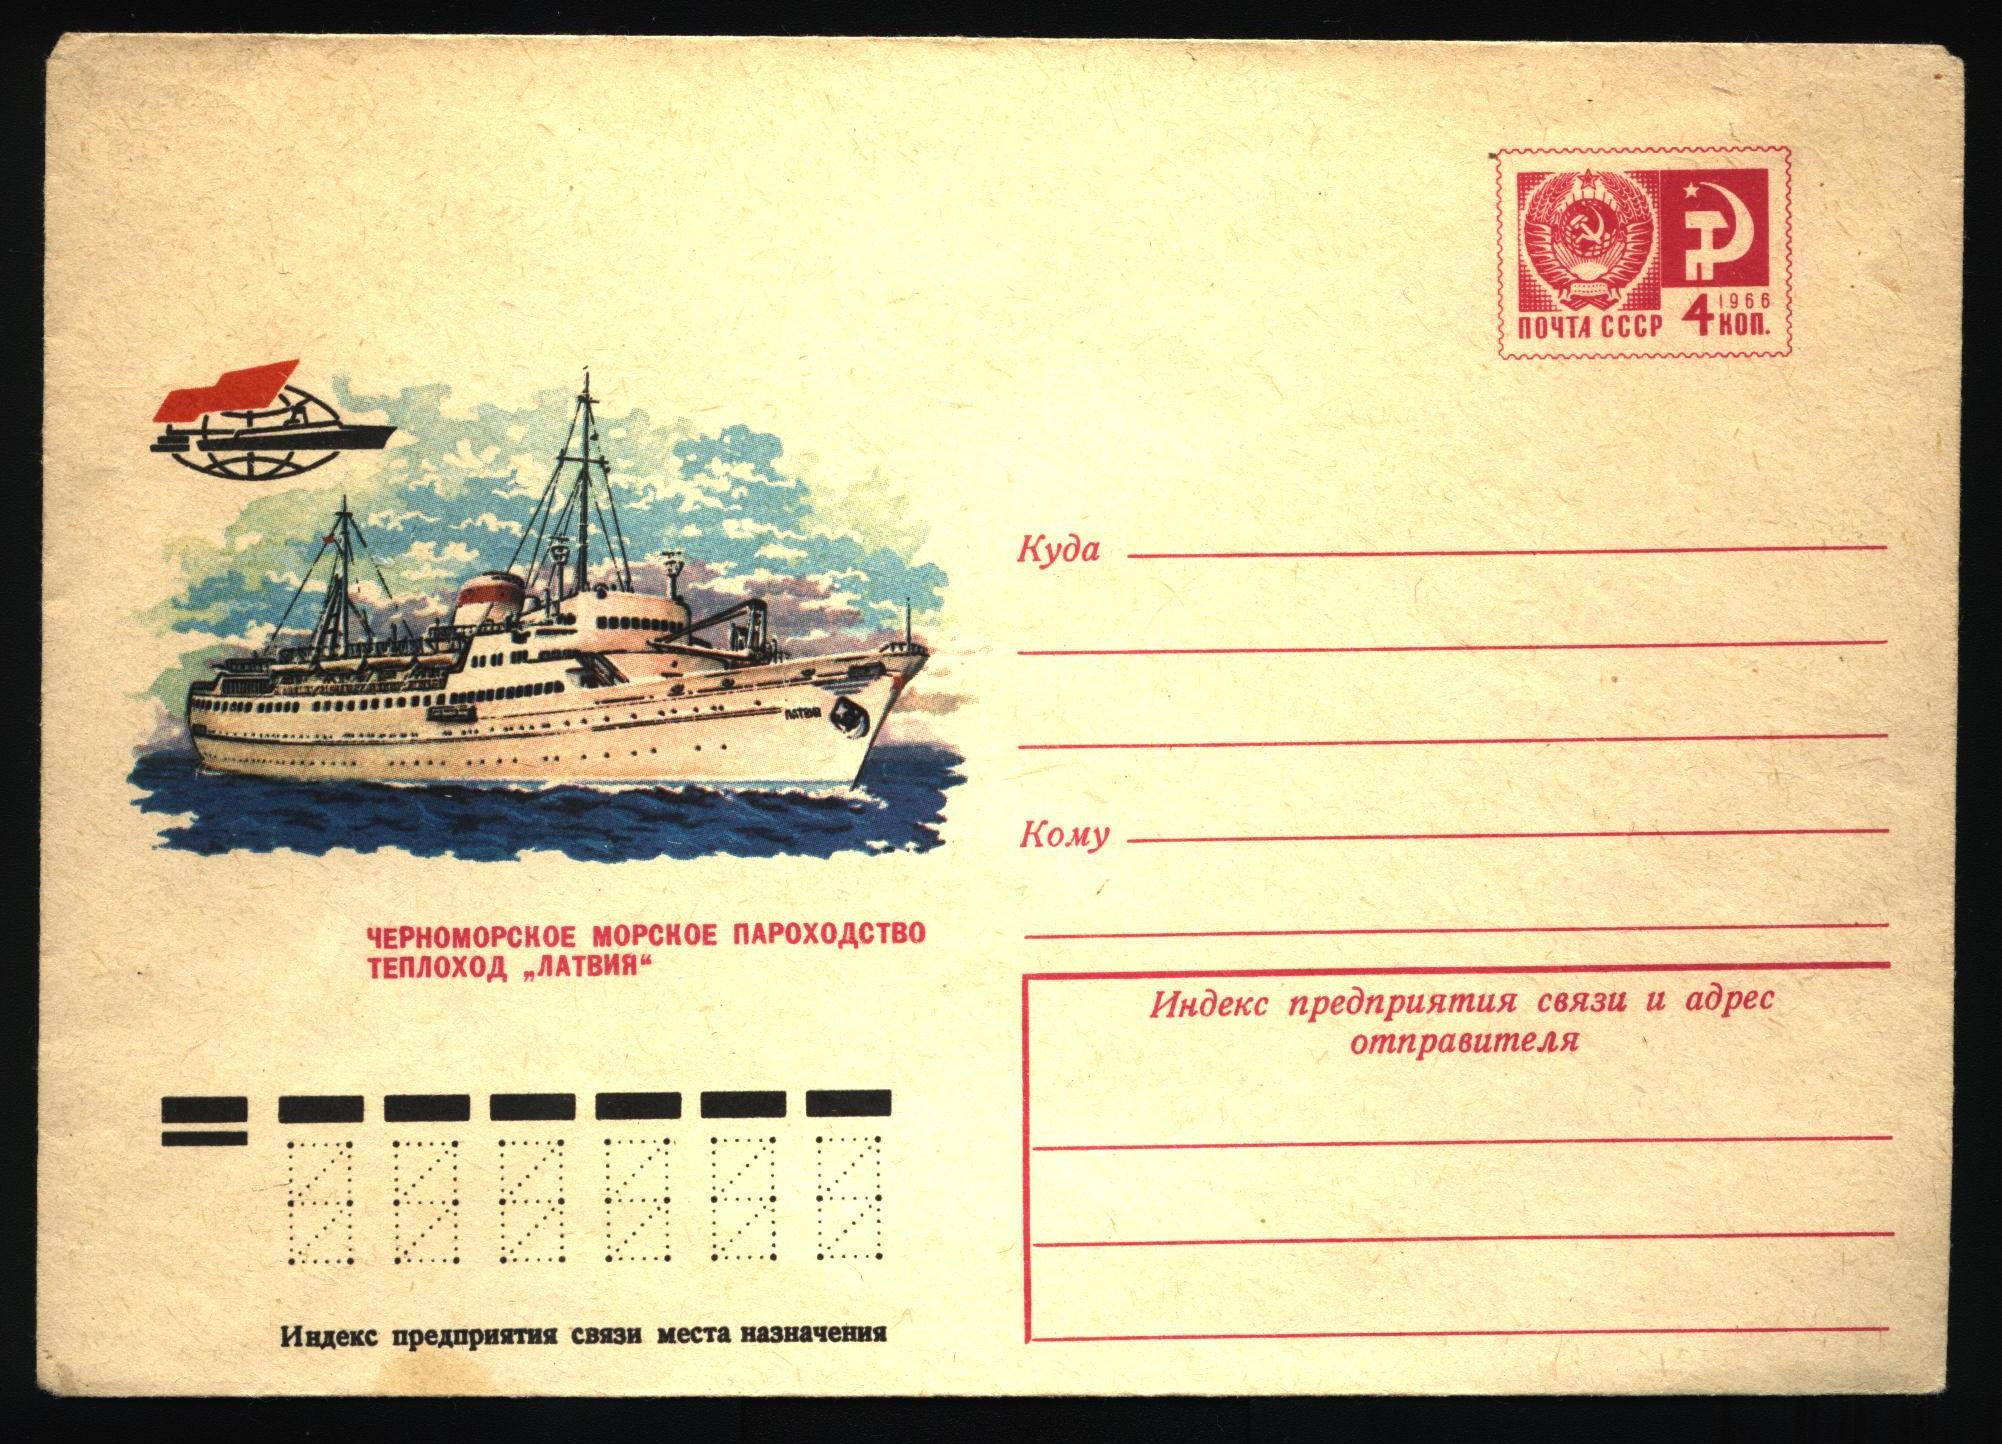 1966
ПОЧТА СССР 4 КОП.
ЛАТВИЯ
Куда
Кому
ЧЕРНОМОРСКОЕ МОРСКОЕ ПАРОХОДСТВО
ТЕПЛОХОД „ЛАТВИЯ“
Индекс предприятия связи и адрес
отправителя
Индекс предприятия связи места назначения